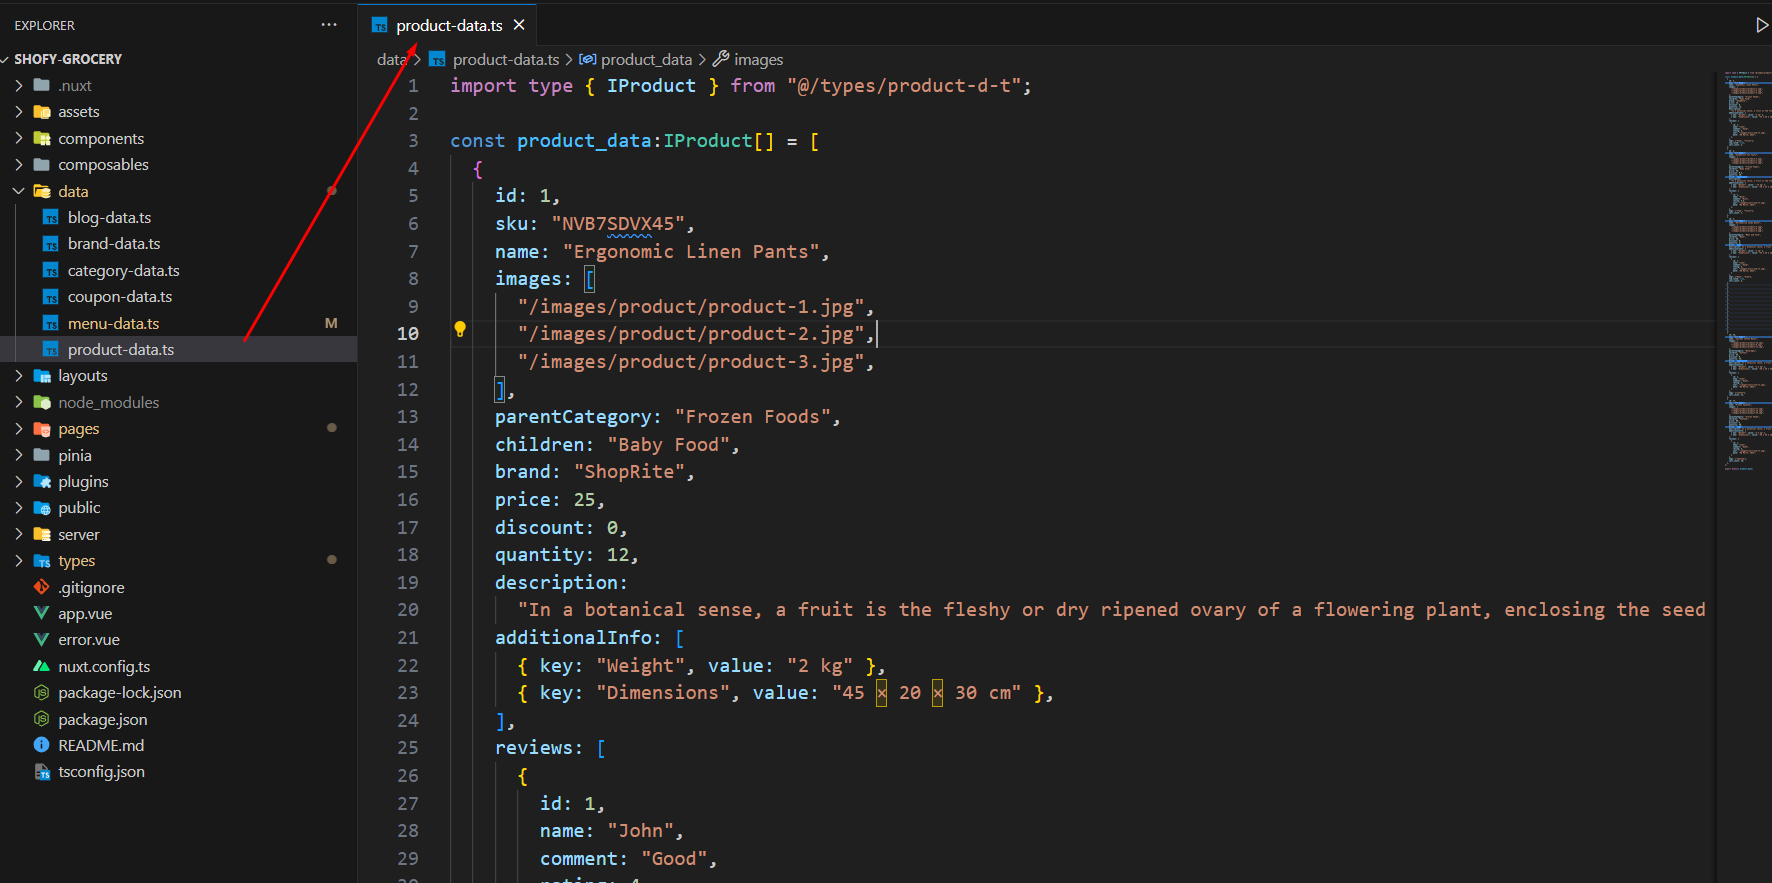 EXPLORER
SHOFY-GROCERY
.nuxt
assets
components
composables
data
blog-data.ts
brand-data.ts
category-data.ts
coupon-data.ts
menu-data.ts M
product-data.ts
layouts
node_modules
pages
pinia
plugins
public
server
types
.gitignore
app.vue
error.vue
nuxt.config.ts
package-lock.json
package.json
README.md
tsconfig.json
product-data.ts
data > product-data.ts > product_data > images
1 import type { IProduct } from "@/types/product-d-t";
2
3 const product_data:IProduct[] = [
4 {
5 id: 1,
6 sku: "NVB7SDVX45",
7 name: "Ergonomic Linen Pants",
8 images: [
9 "/images/product/product-1.jpg",
10 "/images/product/product-2.jpg",
11 "/images/product/product-3.jpg",
12 ],
13 parentCategory: "Frozen Foods",
14 children: "Baby Food",
15 brand: "ShopRite",
16 price: 25,
17 discount: 0,
18 quantity: 12,
19 description:
20 "In a botanical sense, a fruit is the fleshy or dry ripened ovary of a flowering plant, enclosing the seed
21 additionalInfo: [
22 { key: "Weight", value: "2 kg" },
23 { key: "Dimensions", value: "45 × 20 × 30 cm" },
24 ],
25 reviews: [
26 {
27 id: 1,
28 name: "John",
29 comment: "Good",